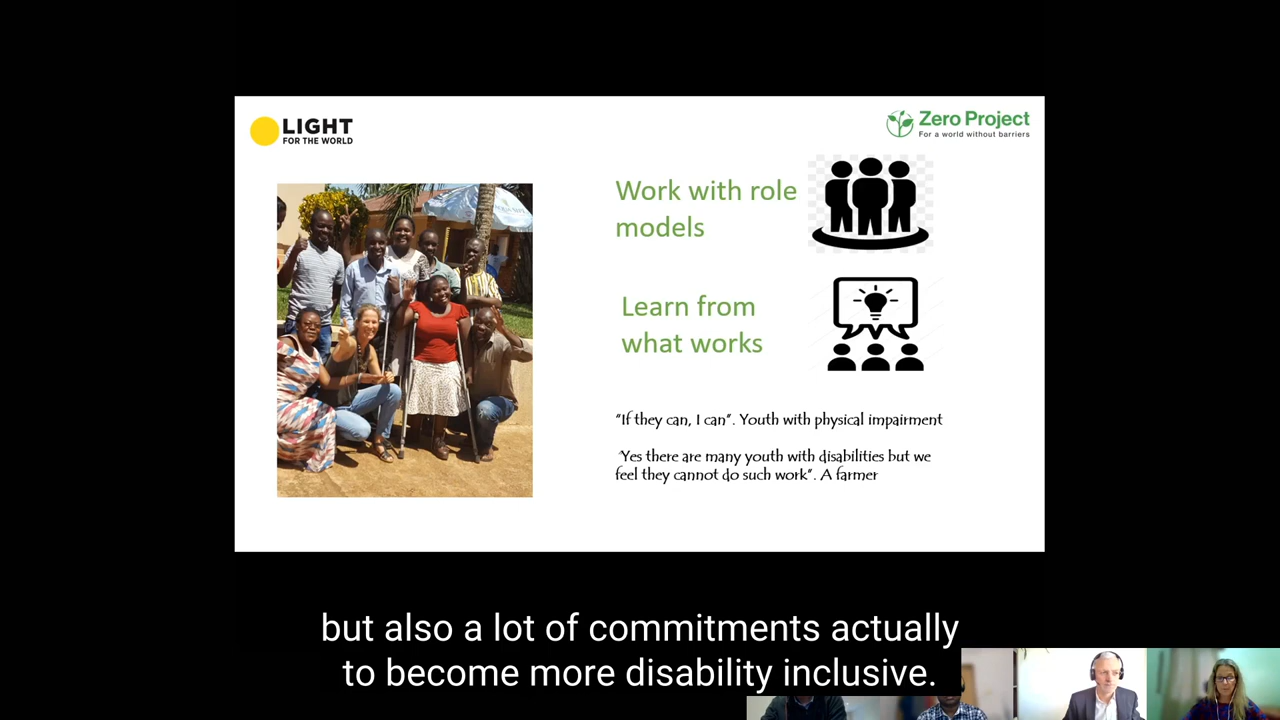 LIGHT
FOR THE WORLD
Zero Project
For a world without barriers
Work with role
models
Learn from
what works
"If they can, I can". Youth with physical impairment
"Yes there are many youth with disabilities but we
feel they cannot do such work". A farmer
but also a lot of commitments actually
to become more disability inclusive.